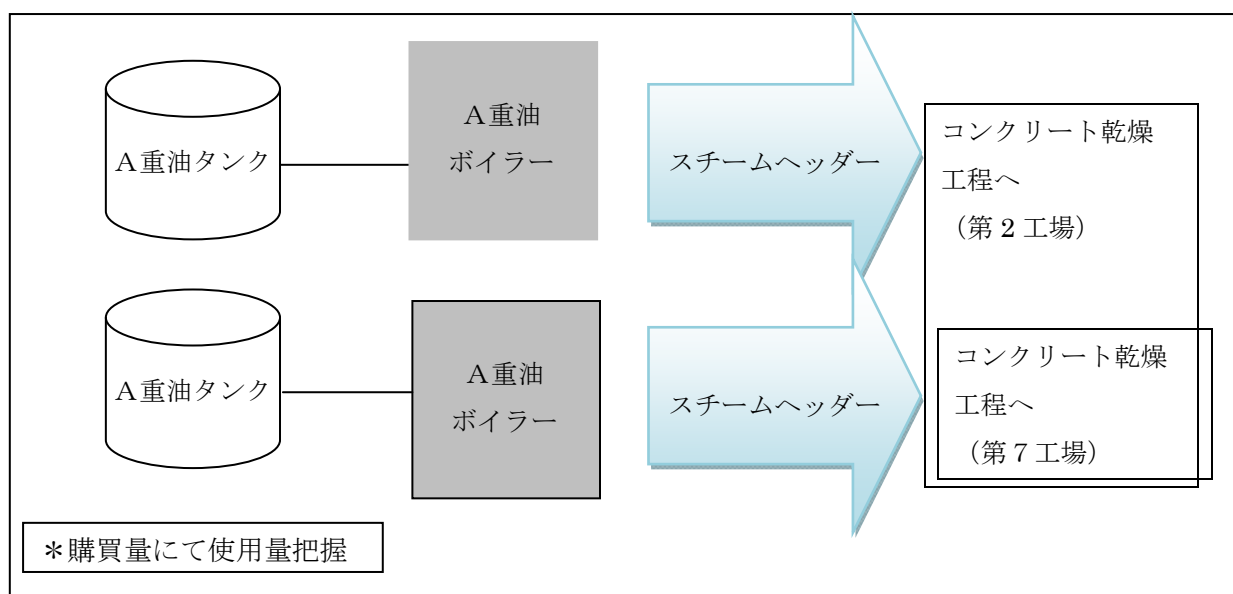 A重油タンク
A重油
ボイラー
スチームヘッダー
コンクリート乾燥
工程へ
（第2工場）
A重油タンク
A重油
ボイラー
スチームヘッダー
コンクリート乾燥
工程へ
（第7工場）
＊購買量にて使用量把握